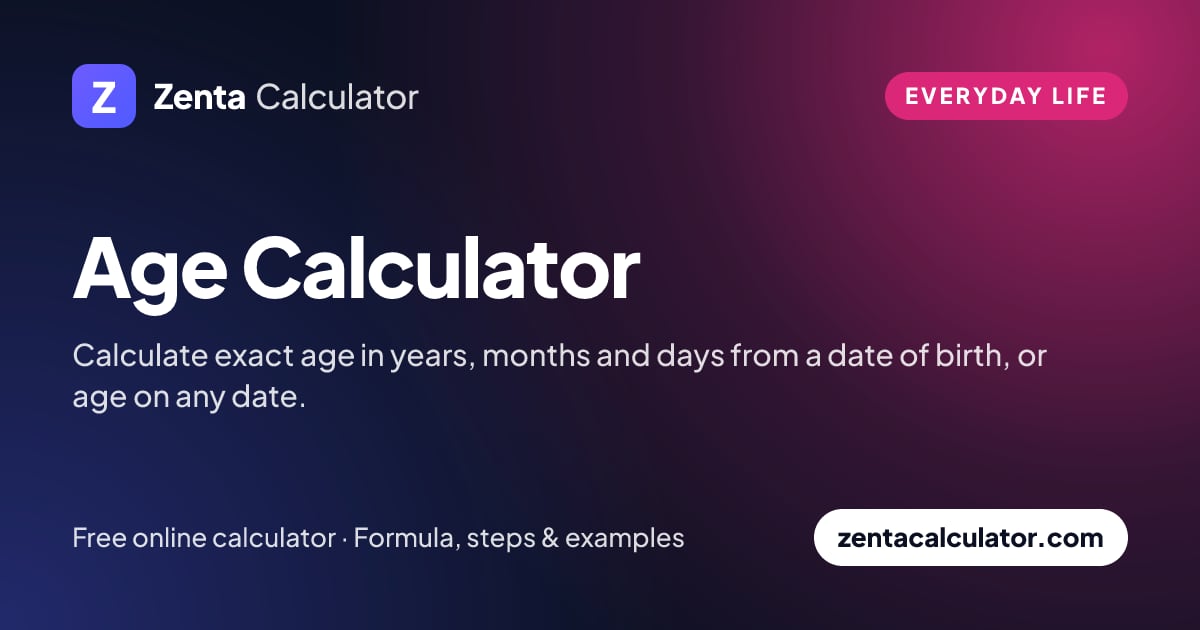 Z Zenta Calculator
EVERYDAY LIFE
Age Calculator
Calculate exact age in years, months and days from a date of birth, or
age on any date.
Free online calculator · Formula, steps & examples
zentacalculator.com